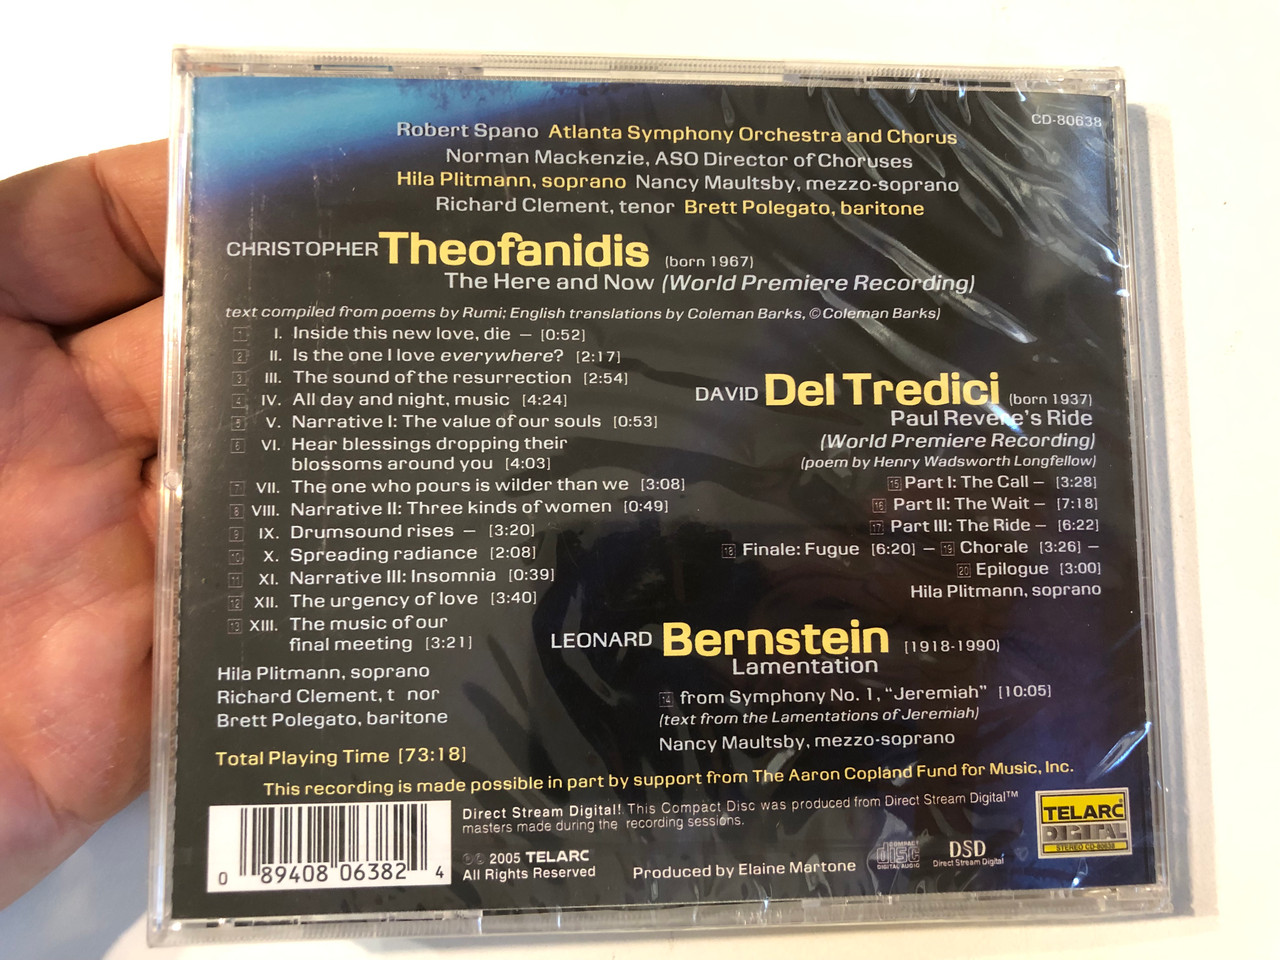 CD-80638
Robert Spano Atlanta Symphony Orchestra and Chorus
Norman Mackenzie, ASO Director of Choruses
Hila Plitmann, soprano Nancy Maultsby, mezzo-soprano
Richard Clement, tenor Brett Polegato, baritone
CHRISTOPHER Theofanidis (born 1967)
The Here and Now (World Premiere Recording)
text compiled from poems by Rumi; English translations by Coleman Barks, ©Coleman Barks)
1 I. Inside this new love, die – [0:52]
2 II. Is the one I love everywhere? [2:17]
3 III. The sound of the resurrection [2:54]
4 IV. All day and night, music [4:24]
5 V. Narrative I: The value of our souls [0:53]
6 VI. Hear blessings dropping their
blossoms around you [4:03]
7 VII. The one who pours is wilder than we [3:08]
8 VIII. Narrative II: Three kinds of women [0:49]
9 IX. Drumsound rises – [3:20]
10 X. Spreading radiance [2:08]
11 XI. Narrative III: Insomnia [0:39]
12 XII. The urgency of love [3:40]
13 XIII. The music of our
final meeting [3:21]
Hila Plitmann, soprano
Richard Clement, t nor
Brett Polegato, baritone
DAVID Del Tredici (born 1937)
Paul Revere's Ride
(World Premiere Recording)
(poem by Henry Wadsworth Longfellow)
15 Part I: The Call – [3:28]
16 Part II: The Wait – [7:18]
17 Part III: The Ride – [6:22]
18 Finale: Fugue [6:20] – 19 Chorale [3:26] –
20 Epilogue [3:00]
Hila Plitmann, soprano
LEONARD Bernstein [1918-1990)
Lamentation
14 from Symphony No. 1, "Jeremiah" [10:05]
(text from the Lamentations of Jeremiah)
Nancy Maultsby, mezzo-soprano
Total Playing Time [73:18]
This recording is made possible in part by support from The Aaron Copland Fund for Music, Inc.
0 89408 06382 4
Direct Stream Digital! This Compact Disc was produced from Direct Stream Digital™
masters made during the recording sessions.
℗© 2005 TELARC
All Rights Reserved
Produced by Elaine Martone
COMPACT
disc
DIGITAL AUDIO
DSD
Direct Stream Digital
TELARC
DIGITAL
STEREO CD-80638